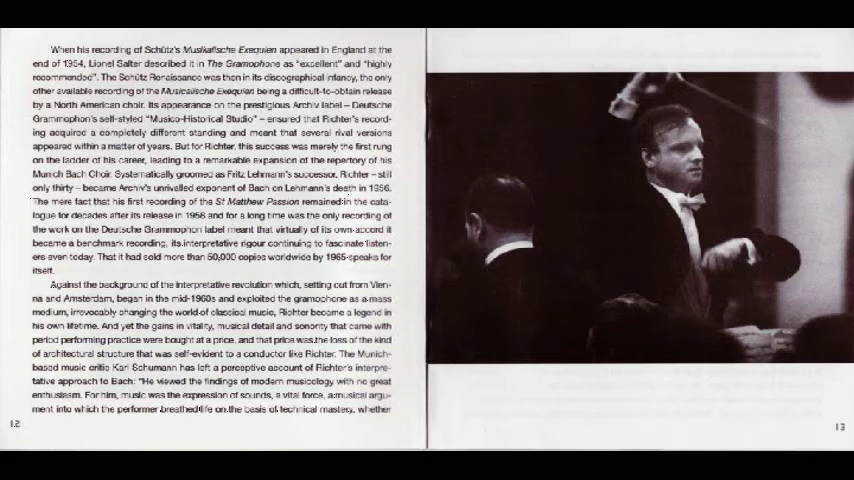 When his recording of Schütz's Musikalische Exequien appeared in England at the
end of 1954, Lionel Salter described it in The Gramophone as "excellent" and "highly
recommended". The Schütz Renaissance was then in its discographical infancy, the only
other available recording of the Musicalische Exequien being a difficult-to-obtain release
by a North American choir. Its appearance on the prestigious Archiv label – Deutsche
Grammophon's self-styled "Musico-Historical Studio" – ensured that Richter's record-
ing acquired a completely different standing and meant that several rival versions
appeared within a matter of years. But for Richter, this success was merely the first rung
on the ladder of his career, leading to a remarkable expansion of the repertory of his
Munich Bach Choir. Systematically groomed as Fritz Lehmann's successor, Richter – still
only thirty – became Archiv's unrivalled exponent of Bach on Lehmann's death in 1956.
The mere fact that his first recording of the St Matthew Passion remained in the cata-
logue for decades after its release in 1958 and for a long time was the only recording of
the work on the Deutsche Grammophon label meant that virtually of its own accord it
became a benchmark recording, its interpretative rigour continuing to fascinate listen-
ers even today. That it had sold more than 50,000 copies worldwide by 1965 speaks for
itself.
Against the background of the interpretative revolution which, setting out from Vien-
na and Amsterdam, began in the mid-1960s and exploited the gramophone as a mass
medium, irrevocably changing the world of classical music, Richter became a legend in
his own lifetime. And yet the gains in vitality, musical detail and sonority that came with
period performing practice were bought at a price, and that price was the loss of the kind
of architectural structure that was self-evident to a conductor like Richter. The Munich-
based music critic Karl Schumann has left a perceptive account of Richter's interpre-
tative approach to Bach: "He viewed the findings of modern musicology with no great
enthusiasm. For him, music was the expression of sounds, a vital force, a musical argu-
ment into which the performer breathed life on the basis of technical mastery, whether
12
13